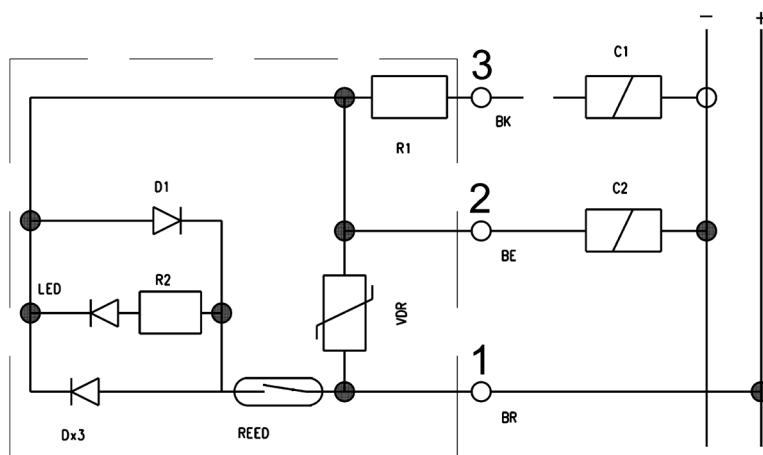 − +
3 C1
BK
R1
D1
2 C2
BE
LED R2
VDR
1
BR
Dx3 REED